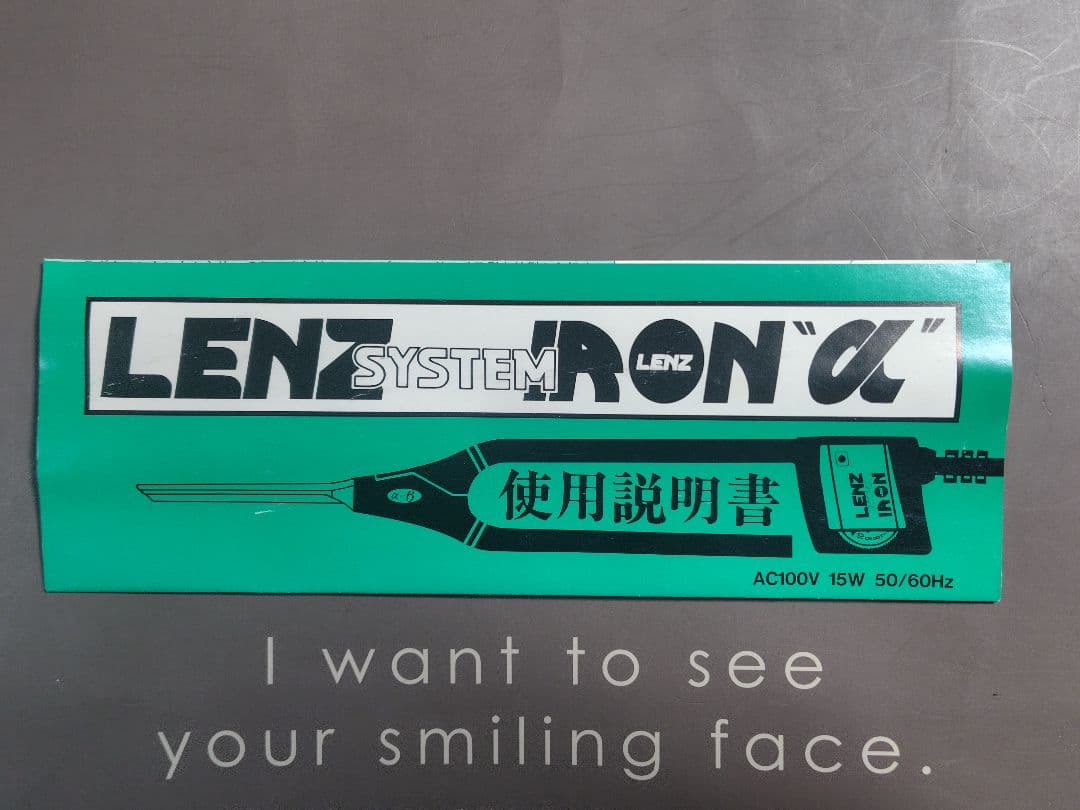 LENZ SYSTEM IRON "α"
LENZ
α-β
使用説明書
LENZ
IRON
AC100V 15W 50/60Hz
I want to see
your smiling face.